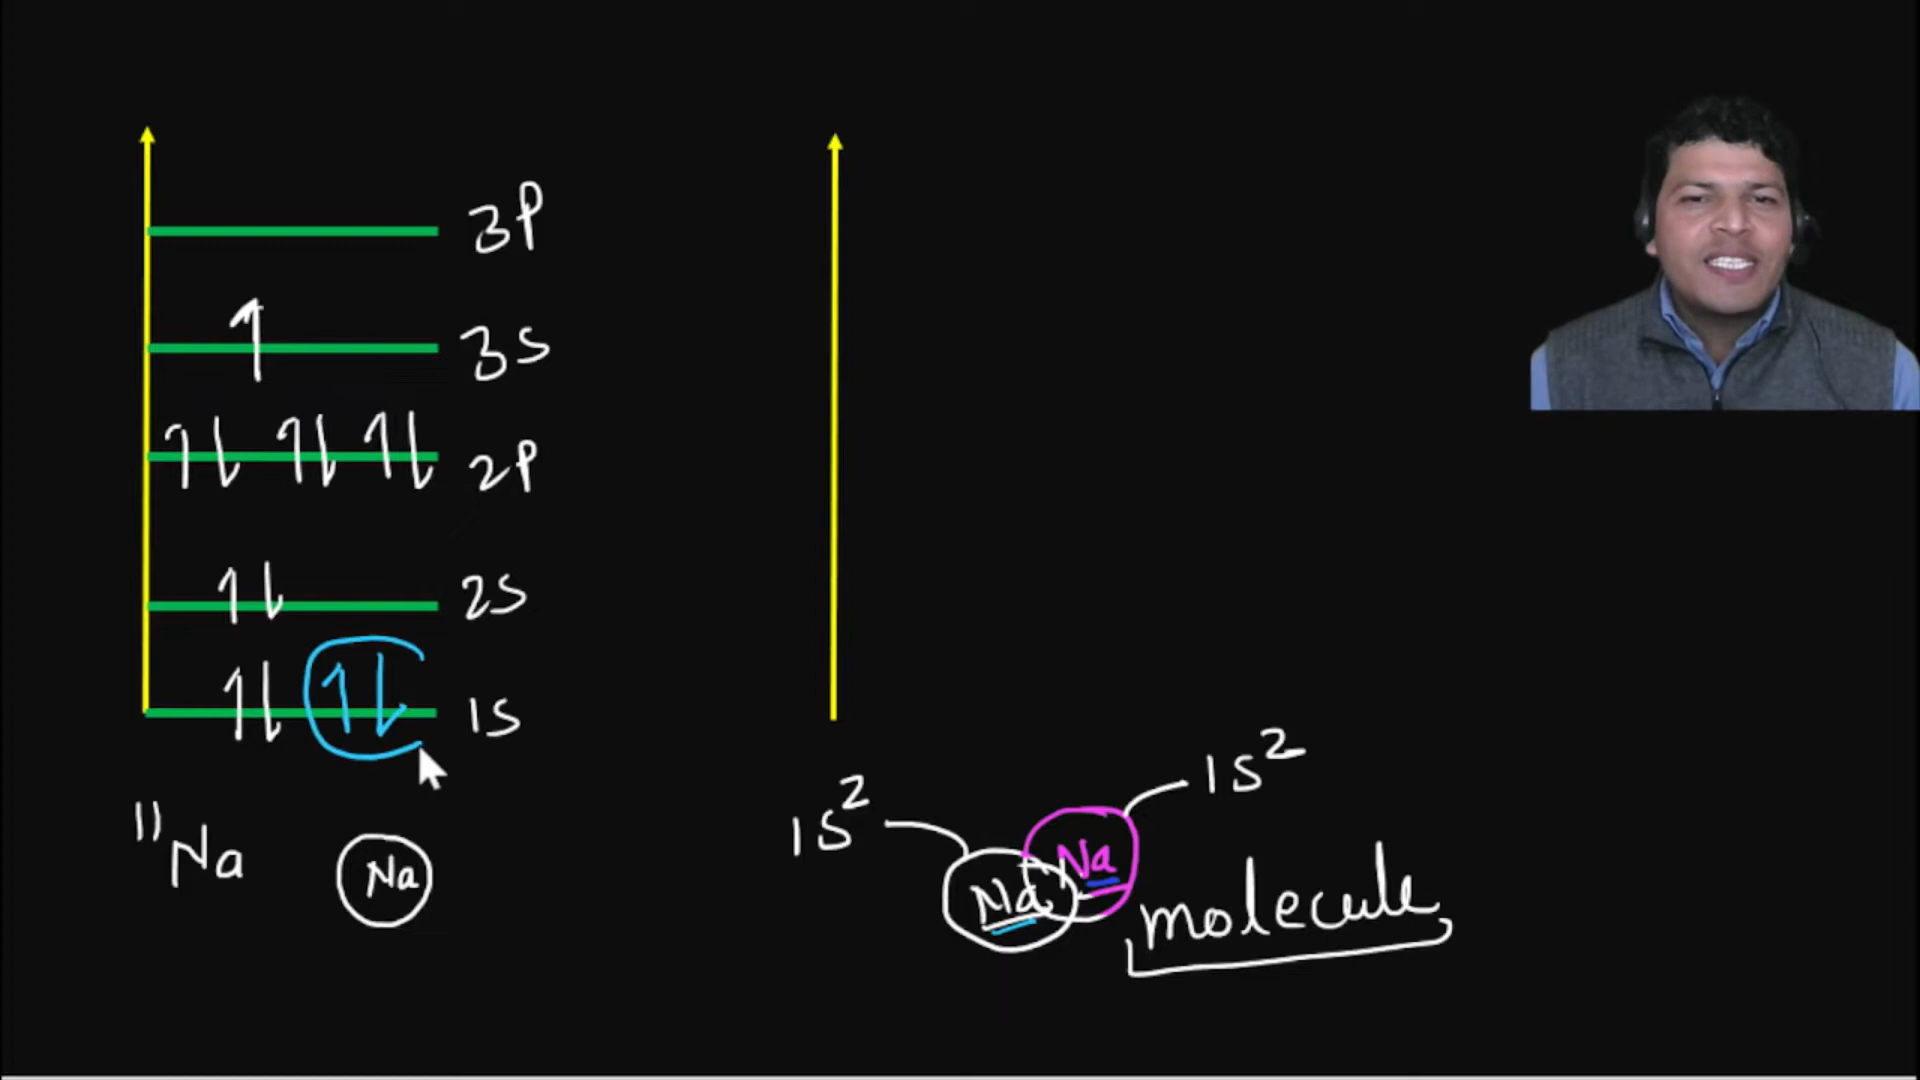 3p
3s
2p
2s
1s
11Na
Na
1s²
1s²
Na
Na
molecule